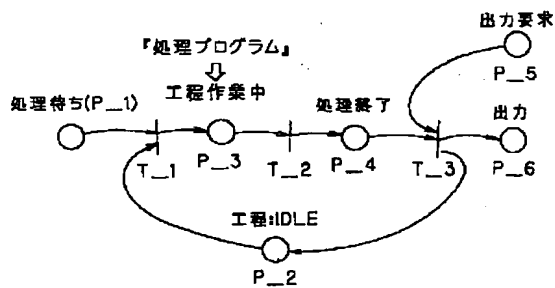 出力要求
『処理プログラム』
P_5
工程作業中
処理待ち(P_1)
処理終了
出力
T_1
P_3
T_2
P_4
T_3
P_6
工程:IDLE
P_2